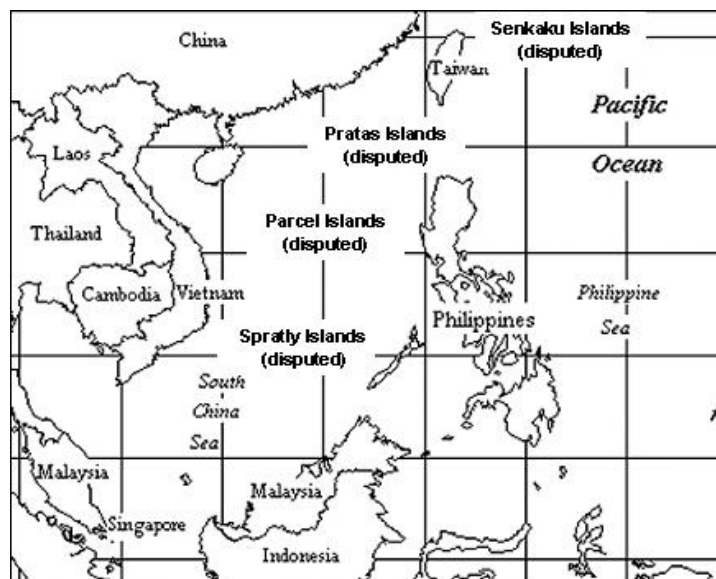 Senkaku Islands
(disputed)
China
Taiwan
Pacific
Ocean
Pratas Islands
(disputed)
Laos
Parcel Islands
(disputed)
Thailand
Cambodia
Vietnam
Philippine
Sea
Philippines
Spratly Islands
(disputed)
South
China
Sea
Malaysia
Malaysia
Singapore
Indonesia